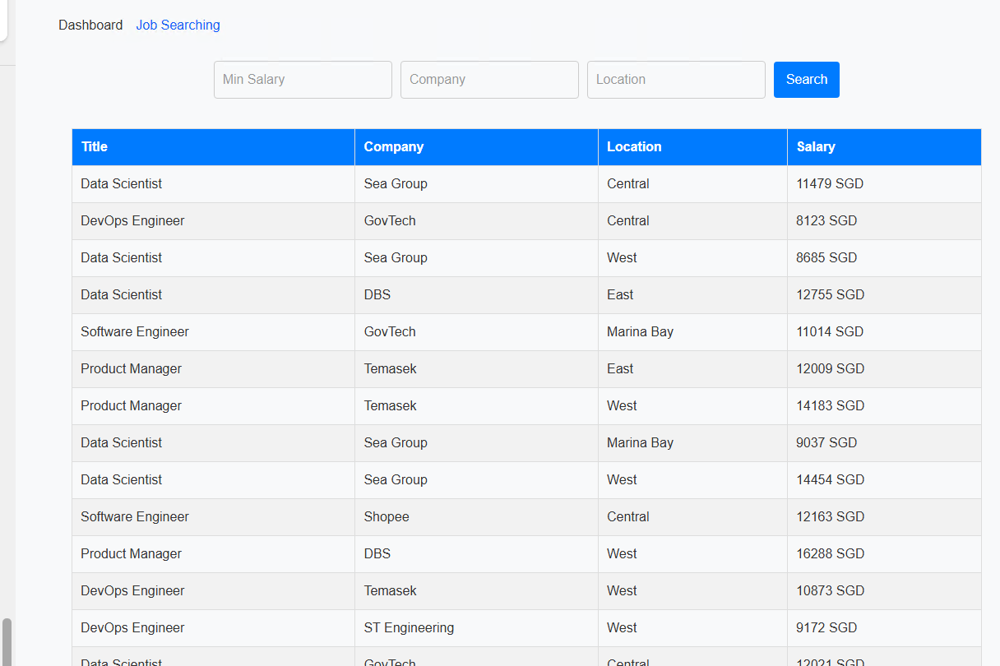 Dashboard Job Searching
Min Salary Company Location Search
Title Company Location Salary
Data Scientist Sea Group Central 11479 SGD
DevOps Engineer GovTech Central 8123 SGD
Data Scientist Sea Group West 8685 SGD
Data Scientist DBS East 12755 SGD
Software Engineer GovTech Marina Bay 11014 SGD
Product Manager Temasek East 12009 SGD
Product Manager Temasek West 14183 SGD
Data Scientist Sea Group Marina Bay 9037 SGD
Data Scientist Sea Group West 14454 SGD
Software Engineer Shopee Central 12163 SGD
Product Manager DBS West 16288 SGD
DevOps Engineer Temasek West 10873 SGD
DevOps Engineer ST Engineering West 9172 SGD
Data Scientist GovTech Central 12021 SGD